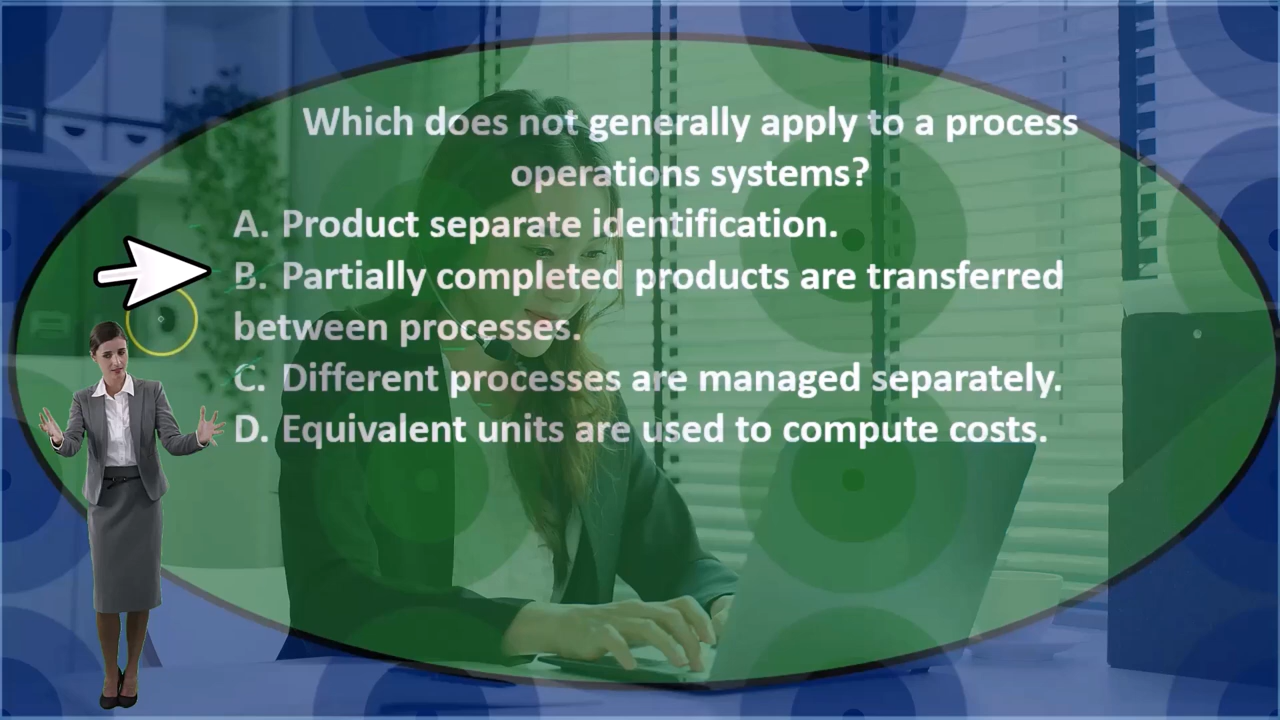 Which does not generally apply to a process
operations systems?
A. Product separate identification.
B. Partially completed products are transferred
between processes.
C. Different processes are managed separately.
D. Equivalent units are used to compute costs.